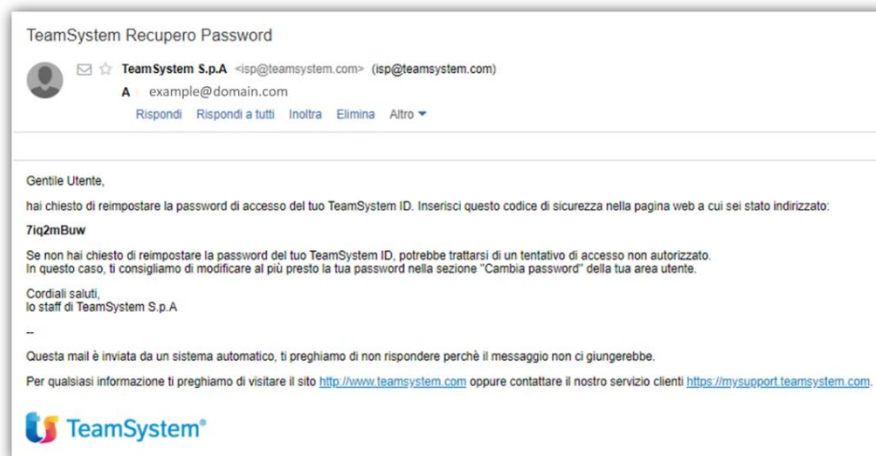 TeamSystem Recupero Password
TeamSystem S.p.A <isp@teamsystem.com> (isp@teamsystem.com)
A example@domain.com
Rispondi Rispondi a tutti Inoltra Elimina Altro
Gentile Utente,
hai chiesto di reimpostare la password di accesso del tuo TeamSystem ID. Inserisci questo codice di sicurezza nella pagina web a cui sei stato indirizzato:
7iq2mBuw
Se non hai chiesto di reimpostare la password del tuo TeamSystem ID, potrebbe trattarsi di un tentativo di accesso non autorizzato.
In questo caso, ti consigliamo di modificare al più presto la tua password nella sezione "Cambia password" della tua area utente.
Cordiali saluti,
lo staff di TeamSystem S.p.A
--
Questa mail è inviata da un sistema automatico, ti preghiamo di non rispondere perchè il messaggio non ci giungerebbe.
Per qualsiasi informazione ti preghiamo di visitare il sito http://www.teamsystem.com oppure contattare il nostro servizio clienti https://mysupport.teamsystem.com.
TeamSystem®